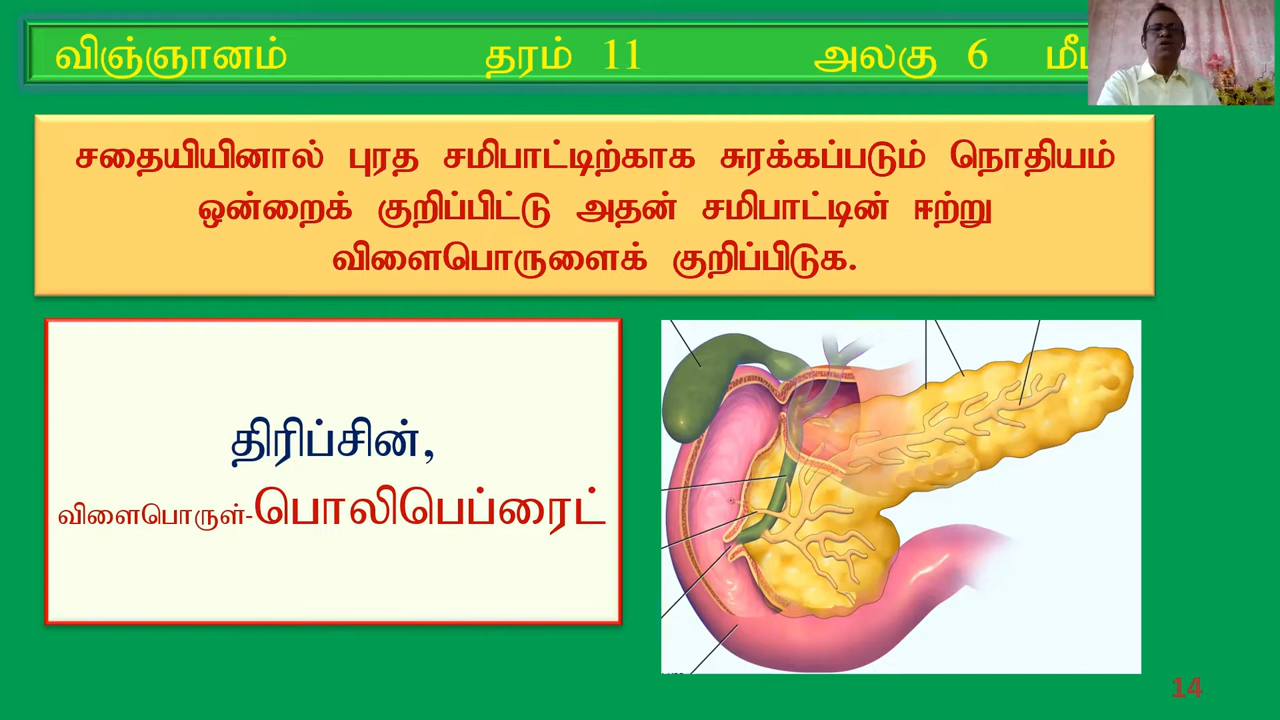 விஞ்ஞானம் தரம் 11 அலகு 6
சதையியினால் புரத சமிபாட்டிற்காக சுரக்கப்படும் நொதியம்
ஒன்றைக் குறிப்பிட்டு அதன் சமிபாட்டின் ஈற்று
விளைபொருளைக் குறிப்பிடுக.
திரிப்சின்,
விளைபொருள்-பொலிபெப்ரைட்
14